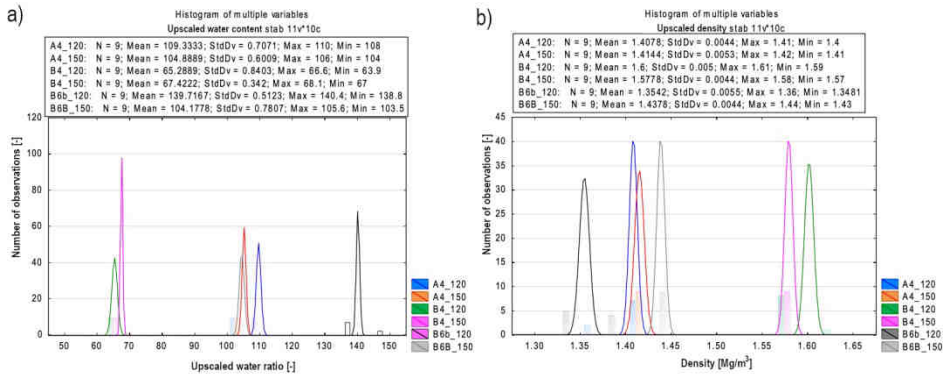 a)
Histogram of multiple variables
Upscaled water content stab 11v*10c
A4_120: N = 9; Mean = 109.3333; StdDv = 0.7071; Max = 110; Min = 108
A4_150: N = 9; Mean = 104.8889; StdDv = 0.6009; Max = 106; Min = 104
B4_120: N = 9; Mean = 65.2889; StdDv = 0.8403; Max = 66.6; Min = 63.9
B4_150: N = 9; Mean = 67.4222; StdDv = 0.342; Max = 68.1; Min = 67
B6b_120: N = 9; Mean = 139.7167; StdDv = 0.5123; Max = 140.4; Min = 138.8
B6B_150: N = 9; Mean = 104.1778; StdDv = 0.7807; Max = 105.6; Min = 103.5
Number of observations [-]
120
100
80
60
40
20
0
50 60 70 80 90 100 110 120 130 140 150
Upscaled water ratio [-]
A4_120
A4_150
B4_120
B4_150
B6b_120
B6B_150
b)
Histogram of multiple variables
Upscaled density stab 11v*10c
A4_120: N = 9; Mean = 1.4078; StdDv = 0.0044; Max = 1.41; Min = 1.4
A4_150: N = 9; Mean = 1.4144; StdDv = 0.0053; Max = 1.42; Min = 1.41
B4_120: N = 9; Mean = 1.6; StdDv = 0.005; Max = 1.61; Min = 1.59
B4_150: N = 9; Mean = 1.5778; StdDv = 0.0044; Max = 1.58; Min = 1.57
B6b_120: N = 9; Mean = 1.3542; StdDv = 0.0055; Max = 1.36; Min = 1.3481
B6B_150: N = 9; Mean = 1.4378; StdDv = 0.0044; Max = 1.44; Min = 1.43
Number of observations [-]
45
40
35
30
25
20
15
10
5
0
1.30 1.35 1.40 1.45 1.50 1.55 1.60 1.65
Density [Mg/m³]
A4_120
A4_150
B4_120
B4_150
B6b_120
B6B_150